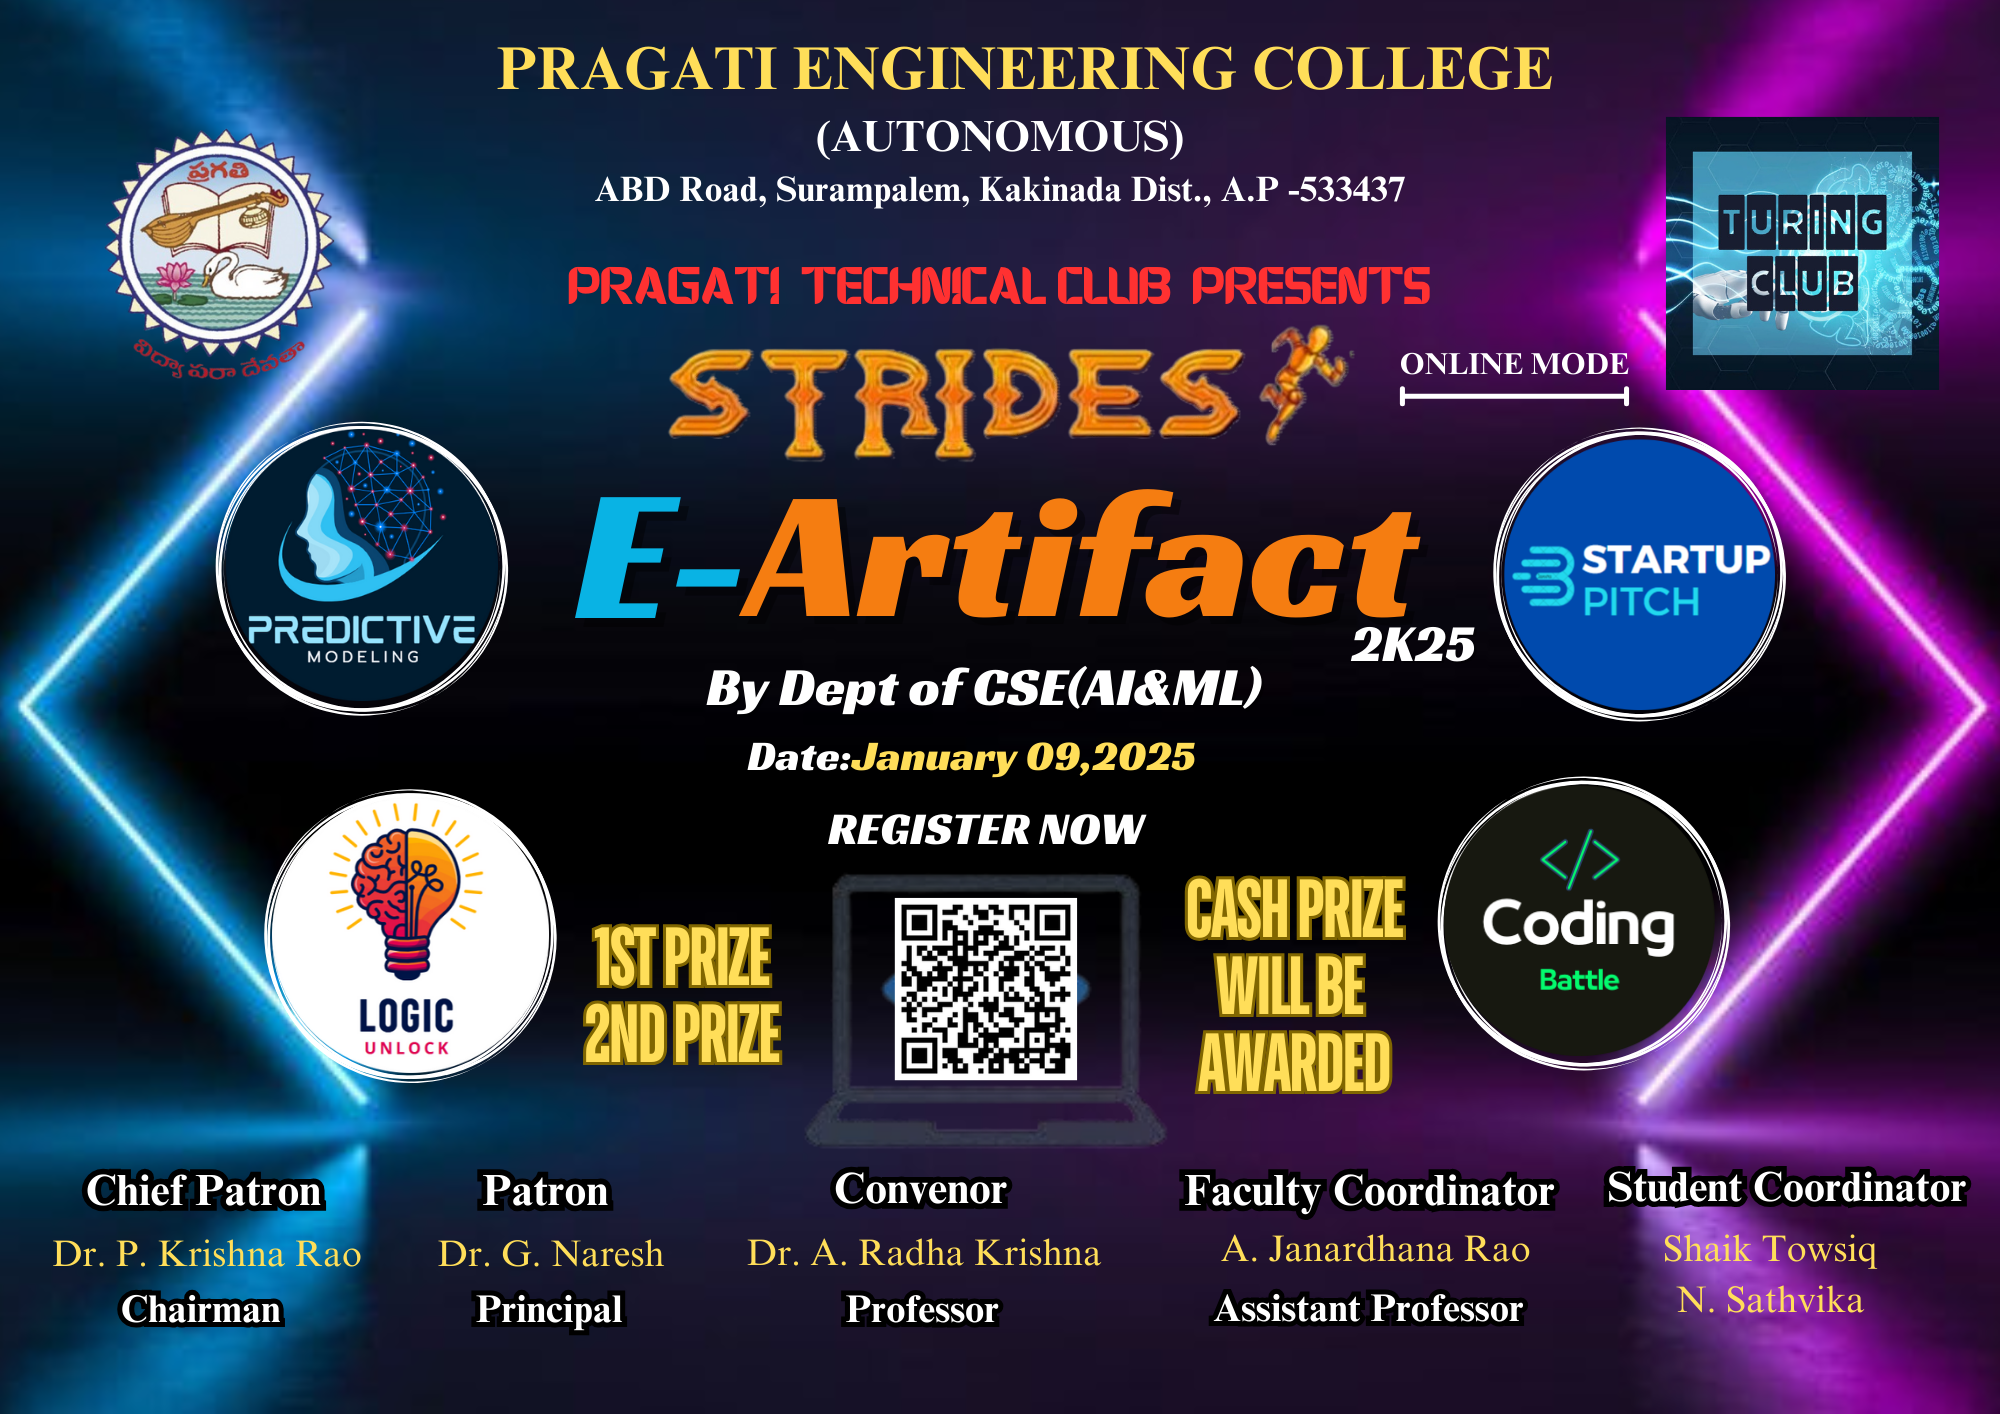 PRAGATI ENGINEERING COLLEGE
(AUTONOMOUS)
ABD Road, Surampalem, Kakinada Dist., A.P -533437
ప్రగతి
విద్యా పరా దేవతా
TURING
CLUB
PRAGATI TECHNICAL CLUB PRESENTS
STRIDES
ONLINE MODE
E-Artifact
2K25
PREDICTIVE
MODELING
STARTUP
PITCH
By Dept of CSE(AI&ML)
Date:January 09,2025
REGISTER NOW
LOGIC
UNLOCK
1ST PRIZE
2ND PRIZE
CASH PRIZE
WILL BE
AWARDED
Coding
Battle
Chief Patron
Dr. P. Krishna Rao
Chairman
Patron
Dr. G. Naresh
Principal
Convenor
Dr. A. Radha Krishna
Professor
Faculty Coordinator
A. Janardhana Rao
Assistant Professor
Student Coordinator
Shaik Towsiq
N. Sathvika